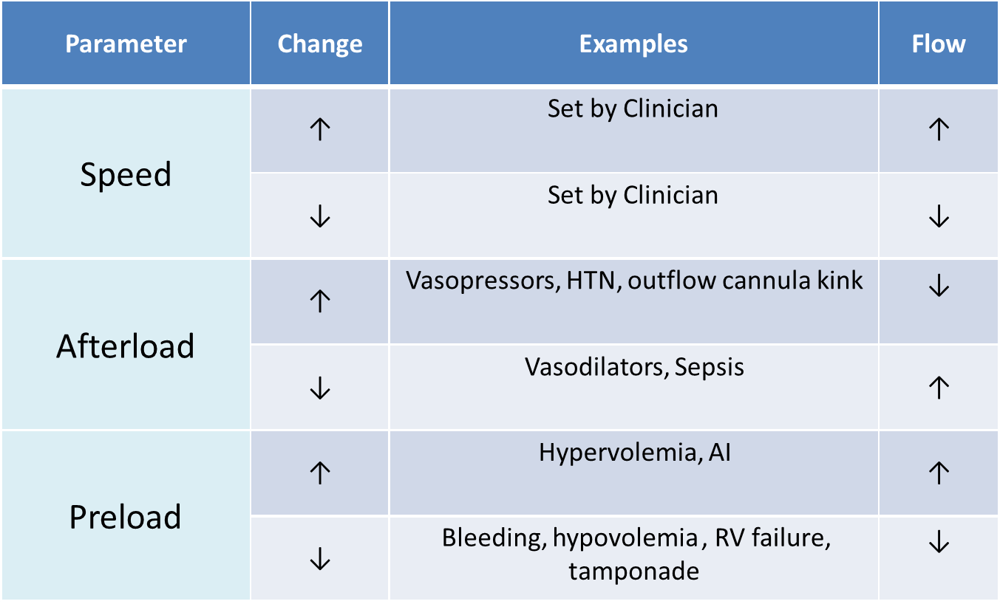 Parameter Change Examples Flow
Speed
↑ Set by Clinician ↑
↓ Set by Clinician ↓
Afterload
↑ Vasopressors, HTN, outflow cannula kink ↓
↓ Vasodilators, Sepsis ↑
Preload
↑ Hypervolemia, AI ↑
↓ Bleeding, hypovolemia, RV failure, ↓
tamponade